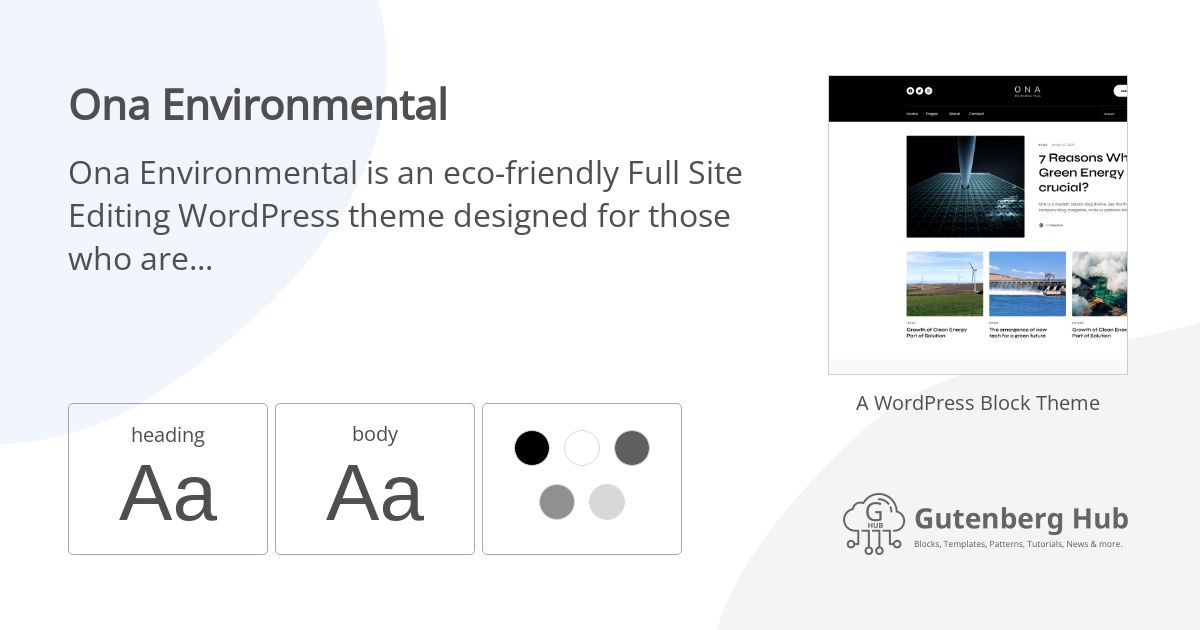 Ona Environmental
Ona Environmental is an eco-friendly Full Site
Editing WordPress theme designed for those
who are...
heading
Aa
body
Aa
ONA
Home Pages About Contact
7 Reasons Wh
Green Energy
crucial?
Growth of Clean Energy
Part of Solution
The emergence of new
tech for a green future
Growth of Clean Ener
Part of Solution
A WordPress Block Theme
G
HUB
Gutenberg Hub
Blocks, Templates, Patterns, Tutorials, News & more.